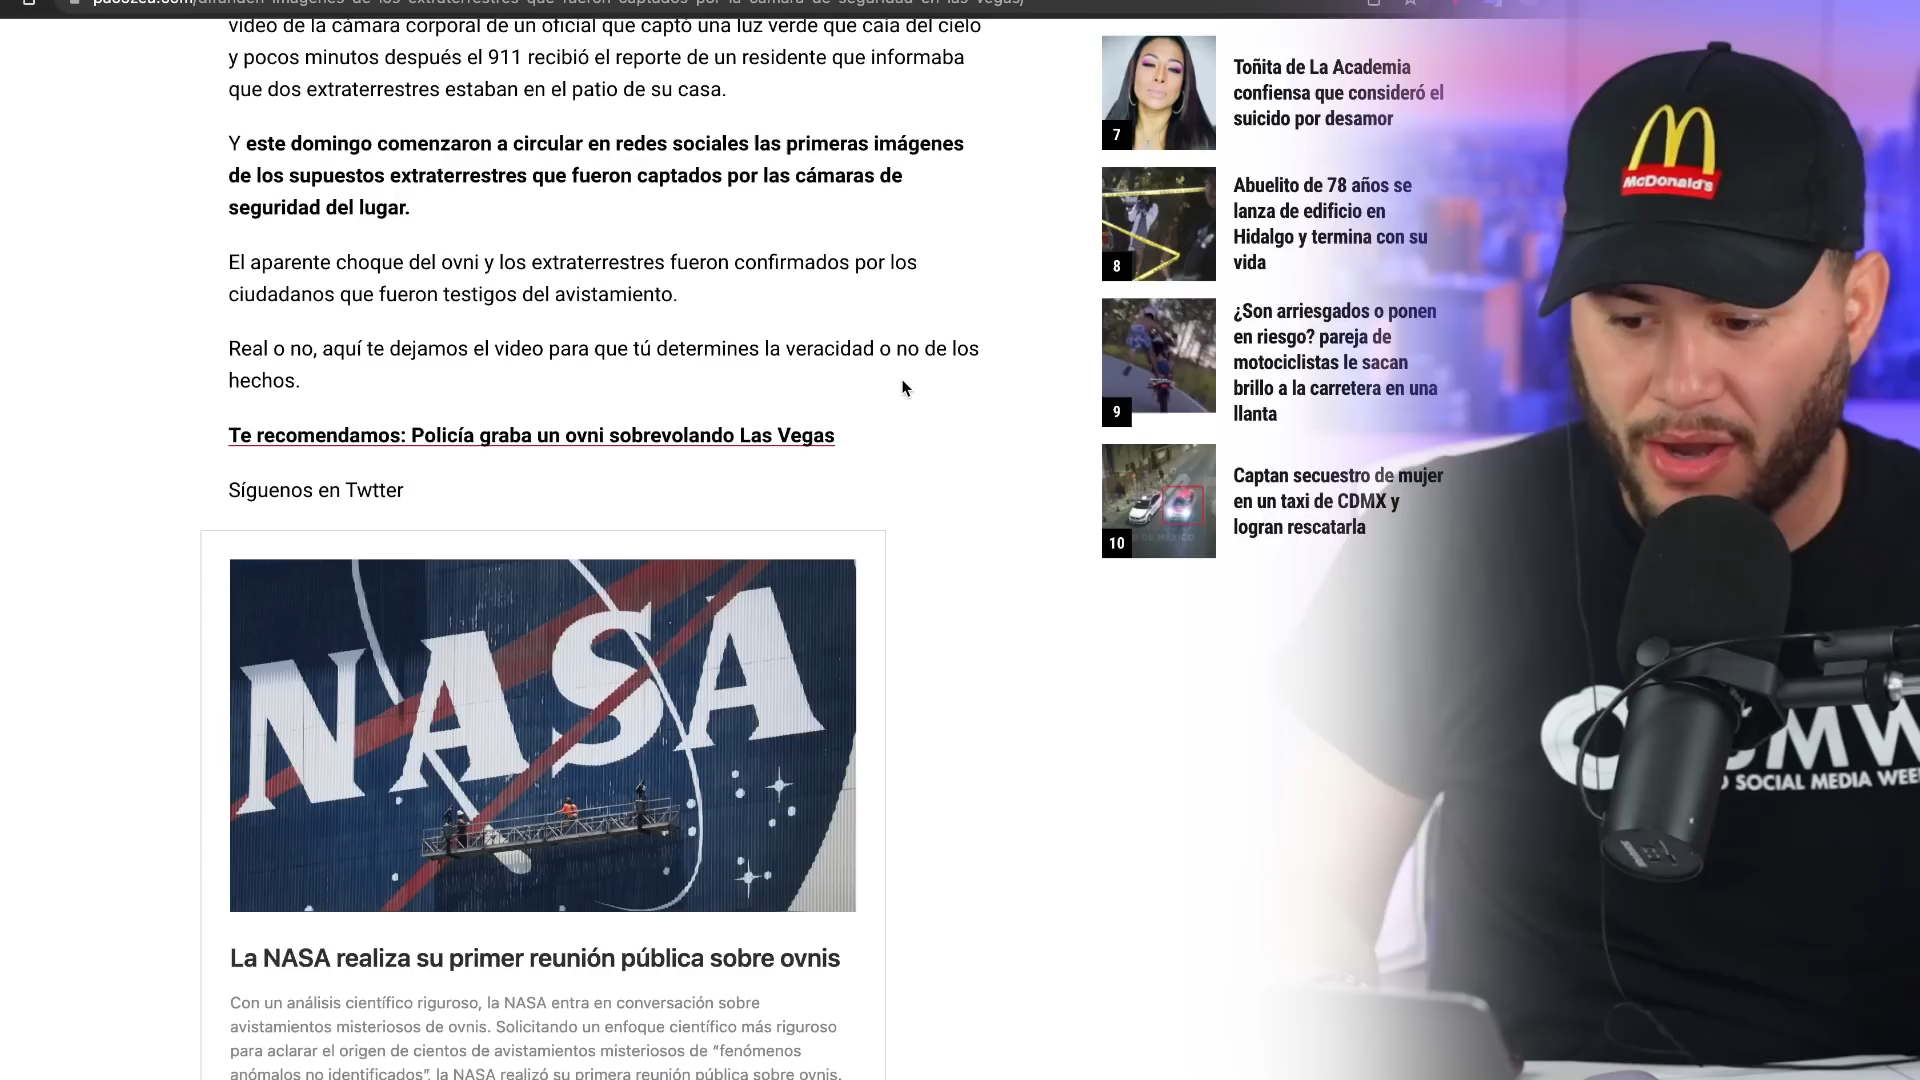 video de la cámara corporal de un oficial que captó una luz verde que caía del cielo
y pocos minutos después el 911 recibió el reporte de un residente que informaba
que dos extraterrestres estaban en el patio de su casa.
Y este domingo comenzaron a circular en redes sociales las primeras imágenes
de los supuestos extraterrestres que fueron captados por las cámaras de
seguridad del lugar.
El aparente choque del ovni y los extraterrestres fueron confirmados por los
ciudadanos que fueron testigos del avistamiento.
Real o no, aquí te dejamos el video para que tú determines la veracidad o no de los
hechos.
Te recomendamos: Policía graba un ovni sobrevolando Las Vegas
Síguenos en Twtter
NASA
La NASA realiza su primer reunión pública sobre ovnis
Con un análisis científico riguroso, la NASA entra en conversación sobre
avistamientos misteriosos de ovnis. Solicitando un enfoque científico más riguroso
para aclarar el origen de cientos de avistamientos misteriosos de “fenómenos
anómalos no identificados”, la NASA realizó su primera reunión pública sobre ovnis.
7
Toñita de La Academia
confiensa que consideró el
suicido por desamor
8
Abuelito de 78 años se
lanza de edificio en
Hidalgo y termina con su
vida
9
¿Son arriesgados o ponen
en riesgo? pareja de
motociclistas le sacan
brillo a la carretera en una
llanta
10
Captan secuestro de mujer
en un taxi de CDMX y
logran rescatarla
McDonald's
SMW
SOCIAL MEDIA WEE